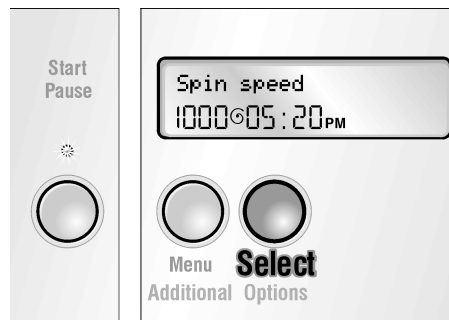 Start
Pause
Spin speed
1000 05:20PM
Menu Select
Additional Options